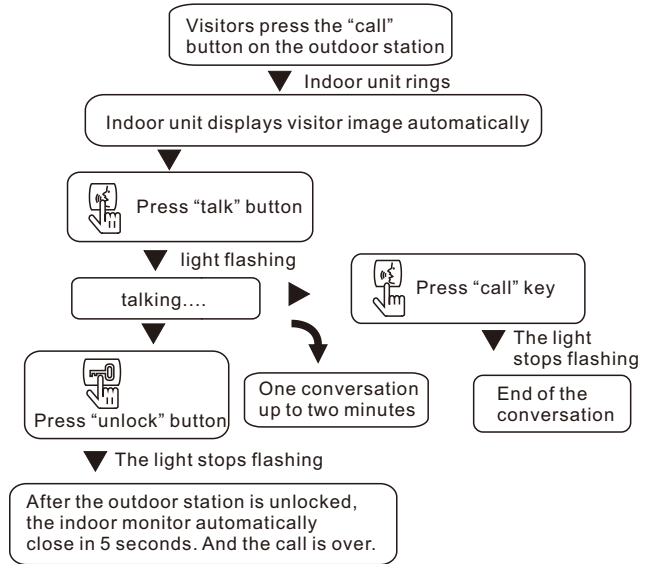 Visitors press the “call”
button on the outdoor station
Indoor unit rings
Indoor unit displays visitor image automatically
Press “talk” button
light flashing
talking....
Press “call” key
The light
stops flashing
One conversation
up to two minutes
End of the
conversation
Press “unlock” button
The light stops flashing
After the outdoor station is unlocked,
the indoor monitor automatically
close in 5 seconds. And the call is over.